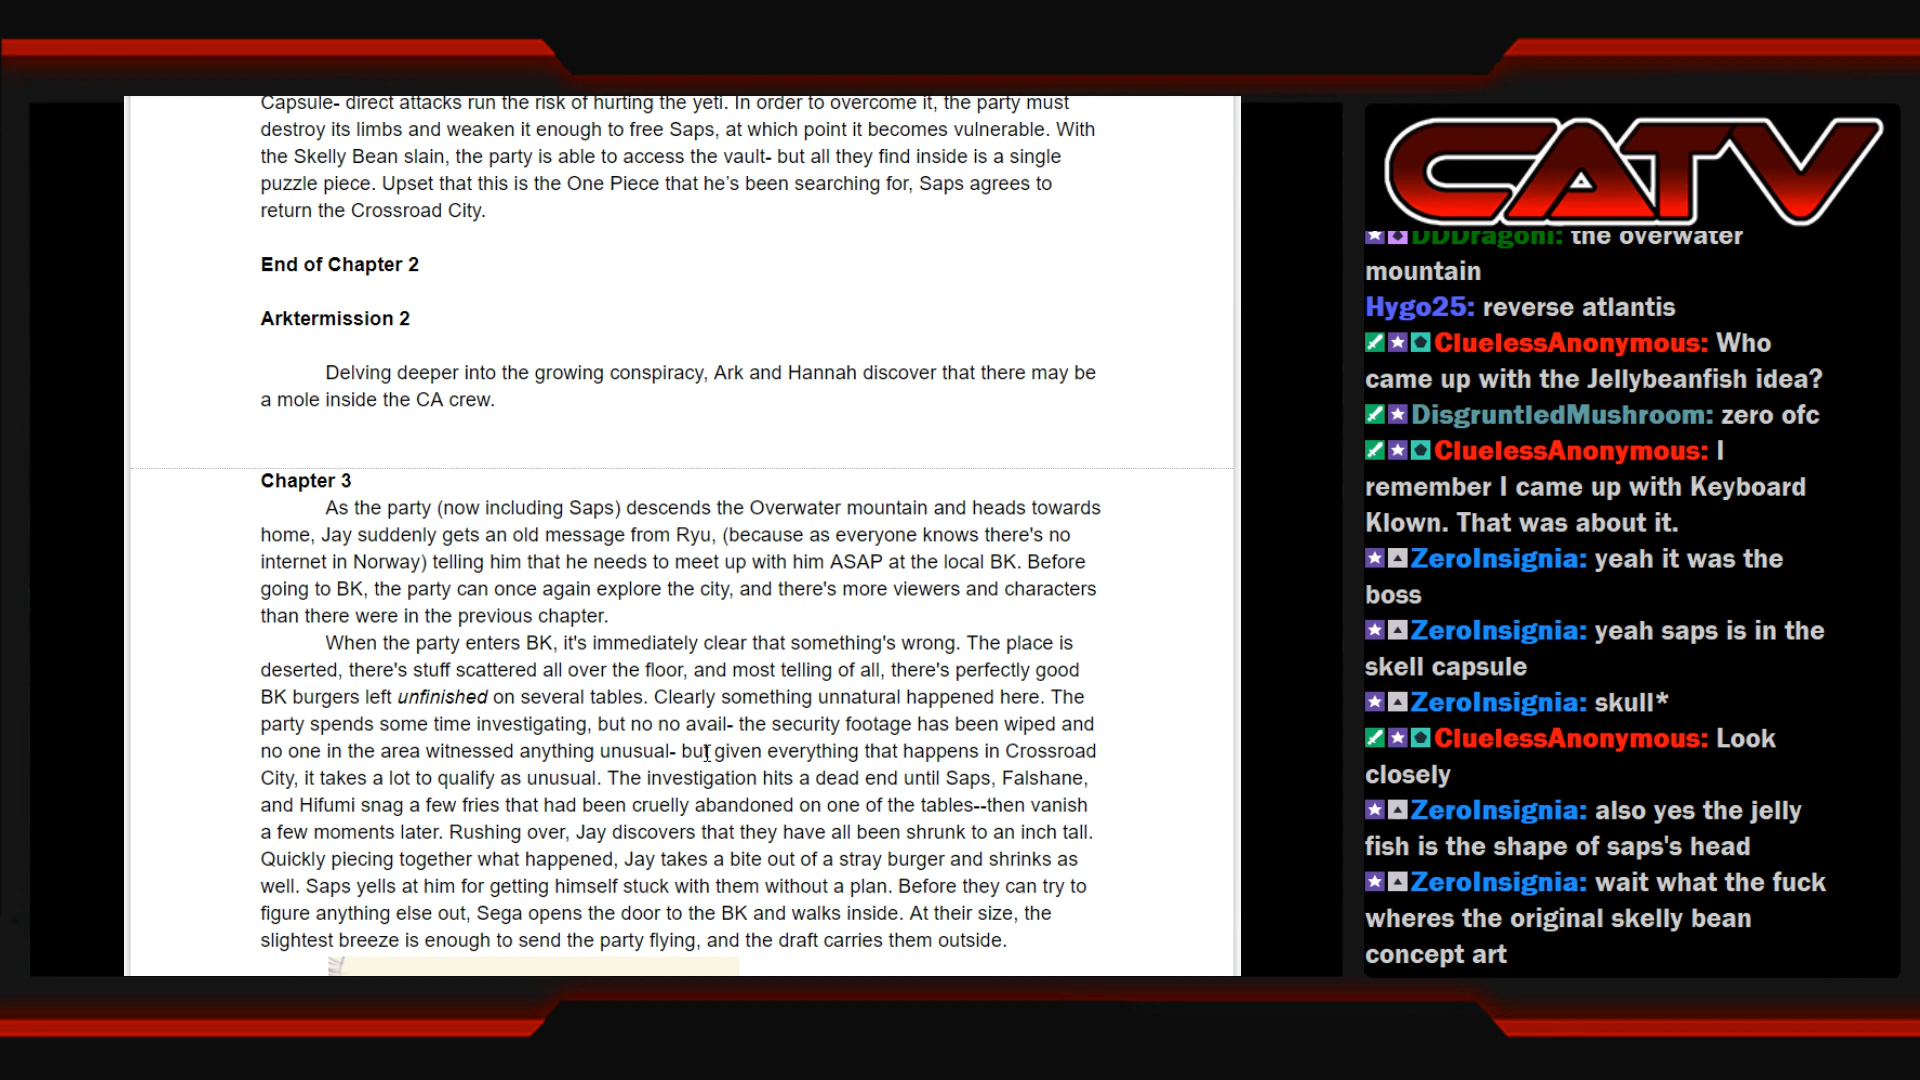 Capsule- direct attacks run the risk of hurting the yeti. In order to overcome it, the party must
destroy its limbs and weaken it enough to free Saps, at which point it becomes vulnerable. With
the Skelly Bean slain, the party is able to access the vault- but all they find inside is a single
puzzle piece. Upset that this is the One Piece that he's been searching for, Saps agrees to
return the Crossroad City.
End of Chapter 2
Arktermission 2
Delving deeper into the growing conspiracy, Ark and Hannah discover that there may be
a mole inside the CA crew.
Chapter 3
As the party (now including Saps) descends the Overwater mountain and heads towards
home, Jay suddenly gets an old message from Ryu, (because as everyone knows there's no
internet in Norway) telling him that he needs to meet up with him ASAP at the local BK. Before
going to BK, the party can once again explore the city, and there's more viewers and characters
than there were in the previous chapter.
When the party enters BK, it's immediately clear that something's wrong. The place is
deserted, there's stuff scattered all over the floor, and most telling of all, there's perfectly good
BK burgers left unfinished on several tables. Clearly something unnatural happened here. The
party spends some time investigating, but no no avail- the security footage has been wiped and
no one in the area witnessed anything unusual- but given everything that happens in Crossroad
City, it takes a lot to qualify as unusual. The investigation hits a dead end until Saps, Falshane,
and Hifumi snag a few fries that had been cruelly abandoned on one of the tables--then vanish
a few moments later. Rushing over, Jay discovers that they have all been shrunk to an inch tall.
Quickly piecing together what happened, Jay takes a bite out of a stray burger and shrinks as
well. Saps yells at him for getting himself stuck with them without a plan. Before they can try to
figure anything else out, Sega opens the door to the BK and walks inside. At their size, the
slightest breeze is enough to send the party flying, and the draft carries them outside.
CATV
DDDragoni: the overwater
mountain
Hygo25: reverse atlantis
CluelessAnonymous: Who
came up with the Jellybeanfish idea?
DisgruntledMushroom: zero ofc
CluelessAnonymous: I
remember I came up with Keyboard
Klown. That was about it.
ZeroInsignia: yeah it was the
boss
ZeroInsignia: yeah saps is in the
skell capsule
ZeroInsignia: skull*
CluelessAnonymous: Look
closely
ZeroInsignia: also yes the jelly
fish is the shape of saps's head
ZeroInsignia: wait what the fuck
wheres the original skelly bean
concept art